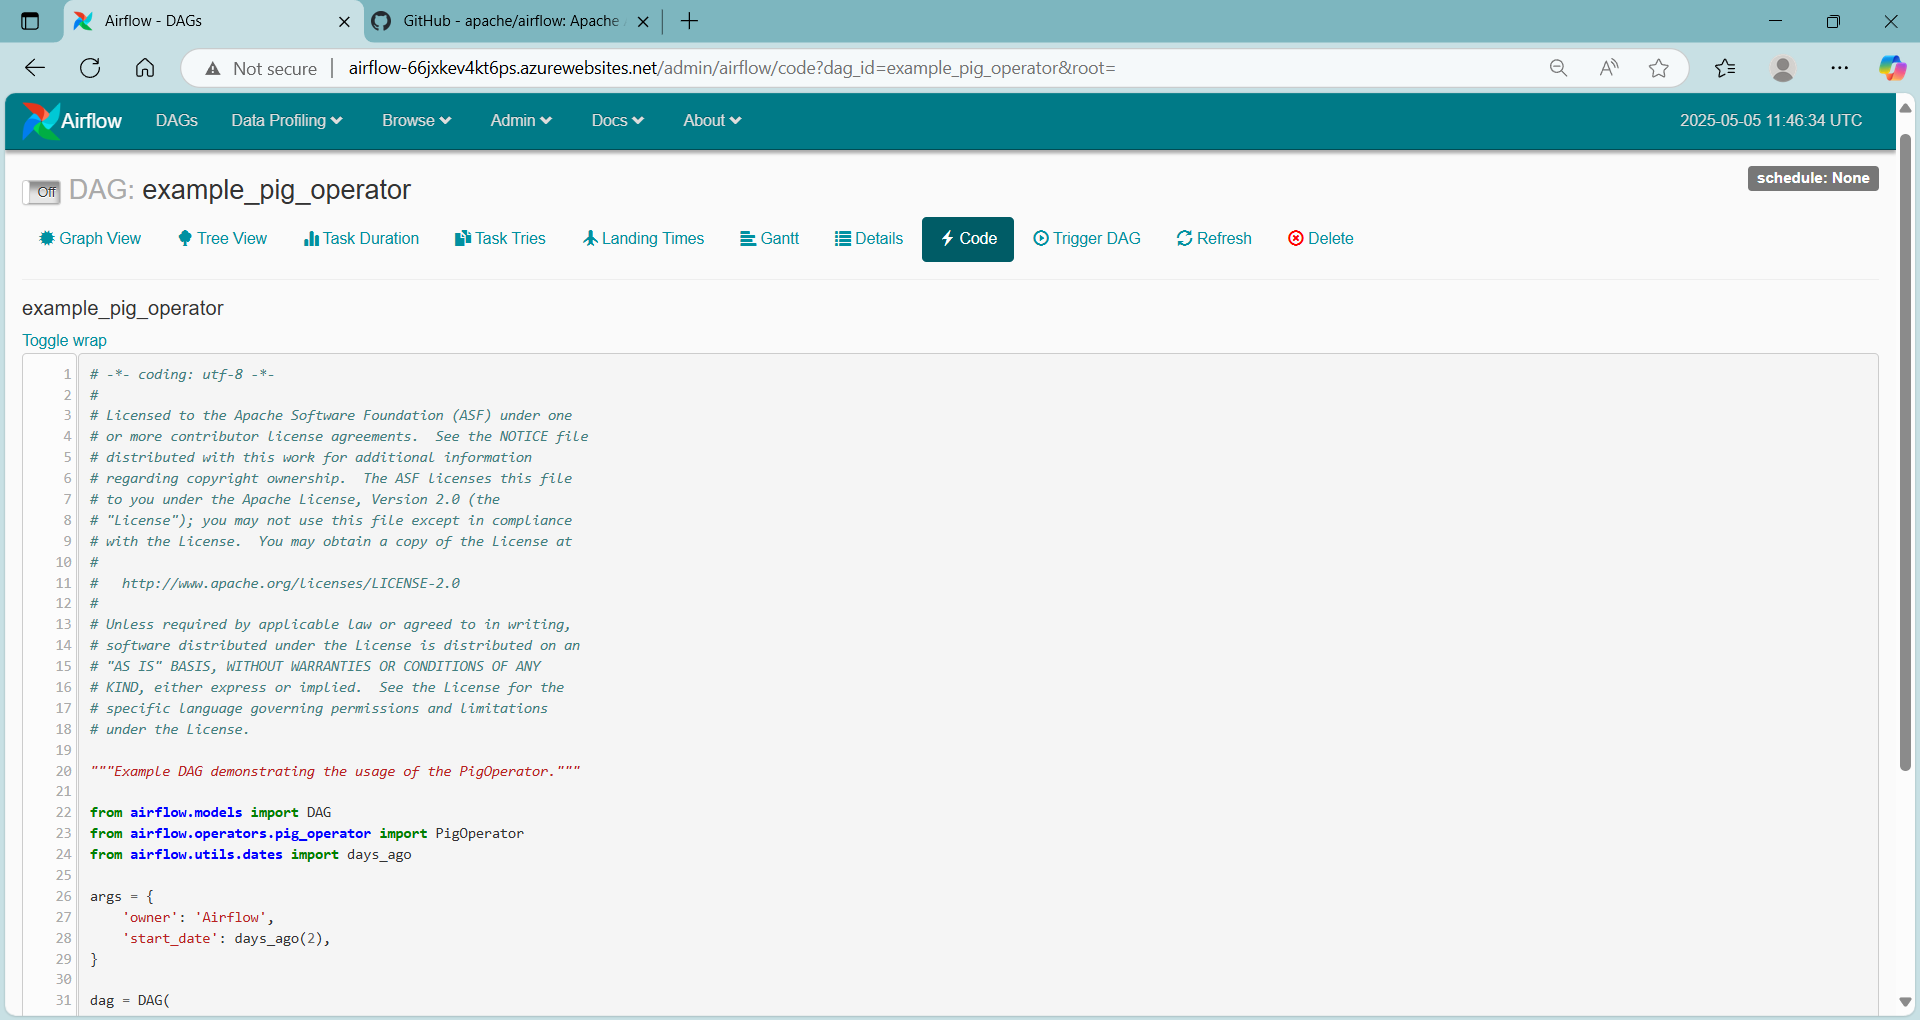 Airflow - DAGs
GitHub - apache/airflow: Apache
Not secure
airflow-66jxkev4kt6ps.azurewebsites.net/admin/airflow/code?dag_id=example_pig_operator&root=
Airflow DAGs Data Profiling Browse Admin Docs About 2025-05-05 11:46:34 UTC
Off DAG: example_pig_operator
schedule: None
Graph View Tree View Task Duration Task Tries Landing Times Gantt Details Code Trigger DAG Refresh Delete
example_pig_operator
Toggle wrap
1 # -*- coding: utf-8 -*-
2 #
3 # Licensed to the Apache Software Foundation (ASF) under one
4 # or more contributor license agreements.  See the NOTICE file
5 # distributed with this work for additional information
6 # regarding copyright ownership.  The ASF licenses this file
7 # to you under the Apache License, Version 2.0 (the
8 # "License"); you may not use this file except in compliance
9 # with the License.  You may obtain a copy of the License at
10 #
11 #   http://www.apache.org/licenses/LICENSE-2.0
12 #
13 # Unless required by applicable law or agreed to in writing,
14 # software distributed under the License is distributed on an
15 # "AS IS" BASIS, WITHOUT WARRANTIES OR CONDITIONS OF ANY
16 # KIND, either express or implied.  See the License for the
17 # specific language governing permissions and limitations
18 # under the License.
19
20 """Example DAG demonstrating the usage of the PigOperator."""
21
22 from airflow.models import DAG
23 from airflow.operators.pig_operator import PigOperator
24 from airflow.utils.dates import days_ago
25
26 args = {
27     'owner': 'Airflow',
28     'start_date': days_ago(2),
29 }
30
31 dag = DAG(